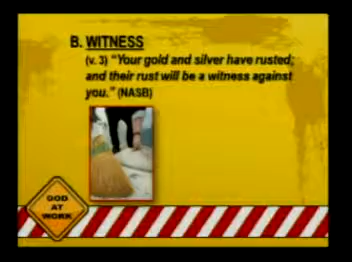 B. WITNESS
(v. 3) "Your gold and silver have rusted;
and their rust will be a witness against
you." (NASB)
GOD
AT
WORK